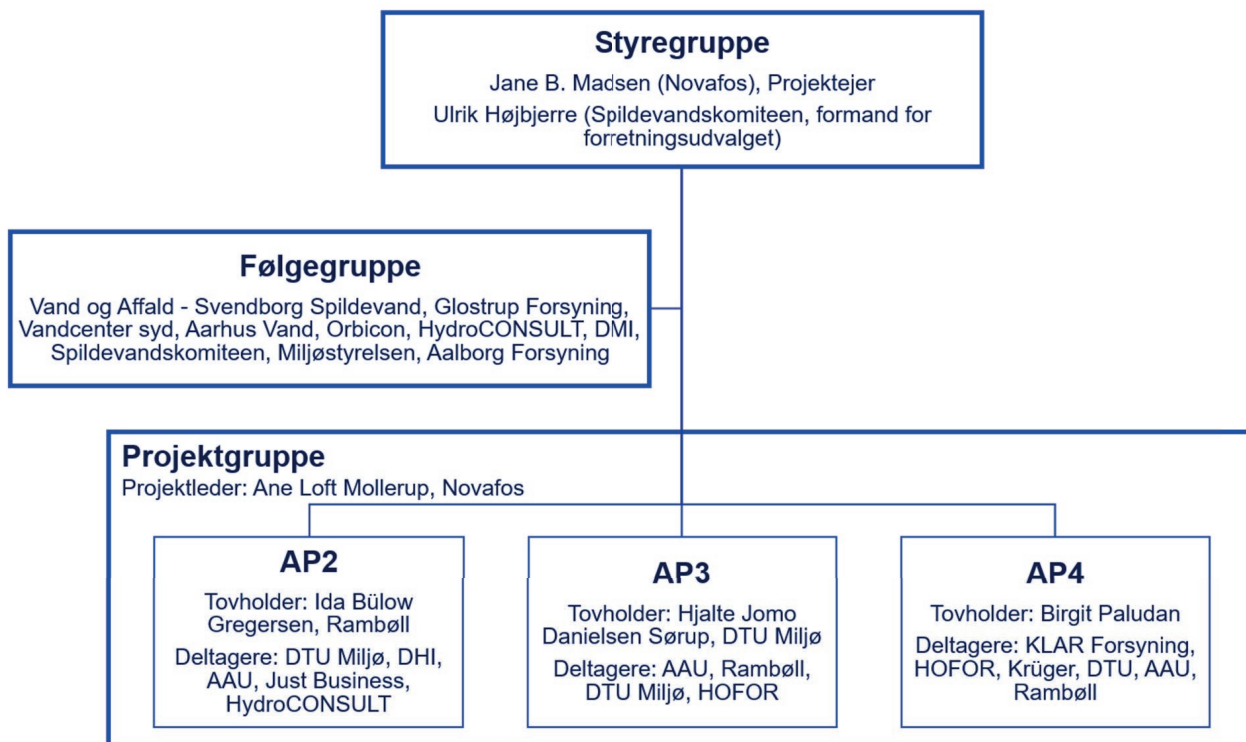 Styregruppe
Jane B. Madsen (Novafos), Projektejer
Ulrik Højbjerre (Spildevandskomiteen, formand for
forretningsudvalget)
Følgegruppe
Vand og Affald - Svendborg Spildevand, Glostrup Forsyning,
Vandcenter syd, Aarhus Vand, Orbicon, HydroCONSULT, DMI,
Spildevandskomiteen, Miljøstyrelsen, Aalborg Forsyning
Projektgruppe
Projektleder: Ane Loft Mollerup, Novafos
AP2
Tovholder: Ida Bülow
Gregersen, Rambøll
Deltagere: DTU Miljø, DHI,
AAU, Just Business,
HydroCONSULT
AP3
Tovholder: Hjalte Jomo
Danielsen Sørup, DTU Miljø
Deltagere: AAU, Rambøll,
DTU Miljø, HOFOR
AP4
Tovholder: Birgit Paludan
Deltagere: KLAR Forsyning,
HOFOR, Krüger, DTU, AAU,
Rambøll